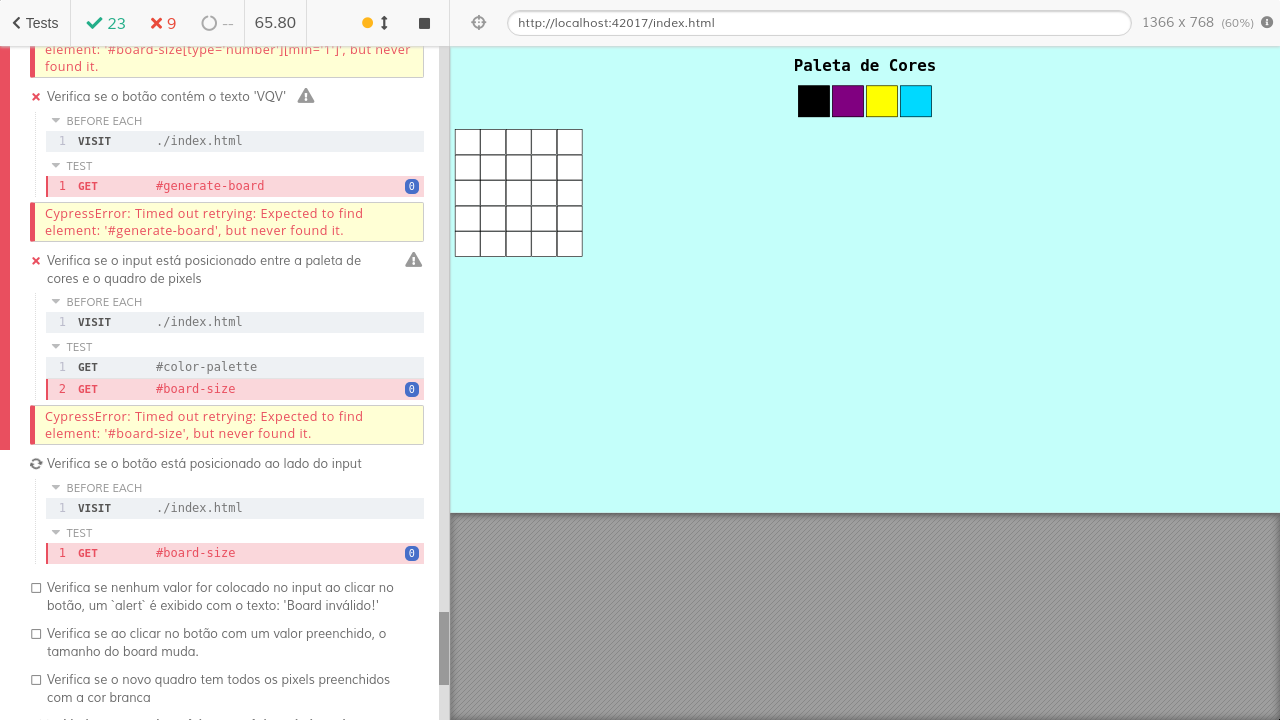 Tests
23
9
--
65.80
http://localhost:42017/index.html
1366 x 768 (60%)
element: '#board-size[type='number'][min='1']', but never
found it.
Verifica se o botão contém o texto 'VQV'
BEFORE EACH
1 VISIT ./index.html
TEST
1 GET #generate-board 0
CypressError: Timed out retrying: Expected to find
element: '#generate-board', but never found it.
Verifica se o input está posicionado entre a paleta de
cores e o quadro de pixels
BEFORE EACH
1 VISIT ./index.html
TEST
1 GET #color-palette
2 GET #board-size 0
CypressError: Timed out retrying: Expected to find
element: '#board-size', but never found it.
Verifica se o botão está posicionado ao lado do input
BEFORE EACH
1 VISIT ./index.html
TEST
1 GET #board-size 0
Verifica se nenhum valor for colocado no input ao clicar no
botão, um `alert` é exibido com o texto: 'Board inválido!'
Verifica se ao clicar no botão com um valor preenchido, o
tamanho do board muda.
Verifica se o novo quadro tem todos os pixels preenchidos
com a cor branca
Paleta de Cores